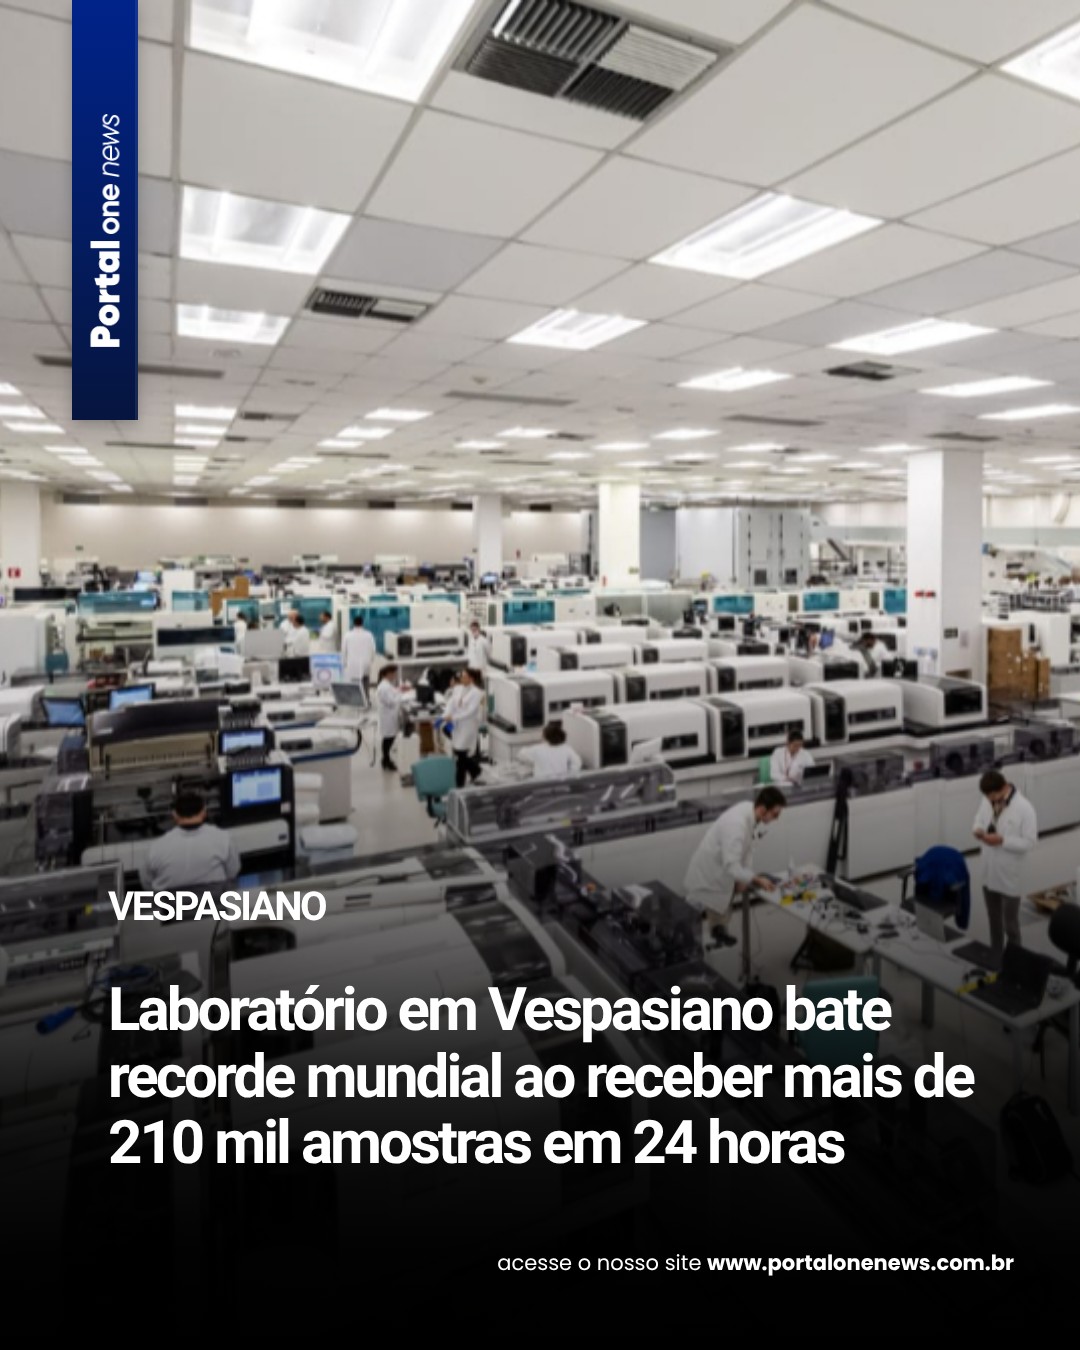 Portal one news
VESPASIANO
Laboratório em Vespasiano bate
recorde mundial ao receber mais de
210 mil amostras em 24 horas
acesse o nosso site www.portalonenews.com.br